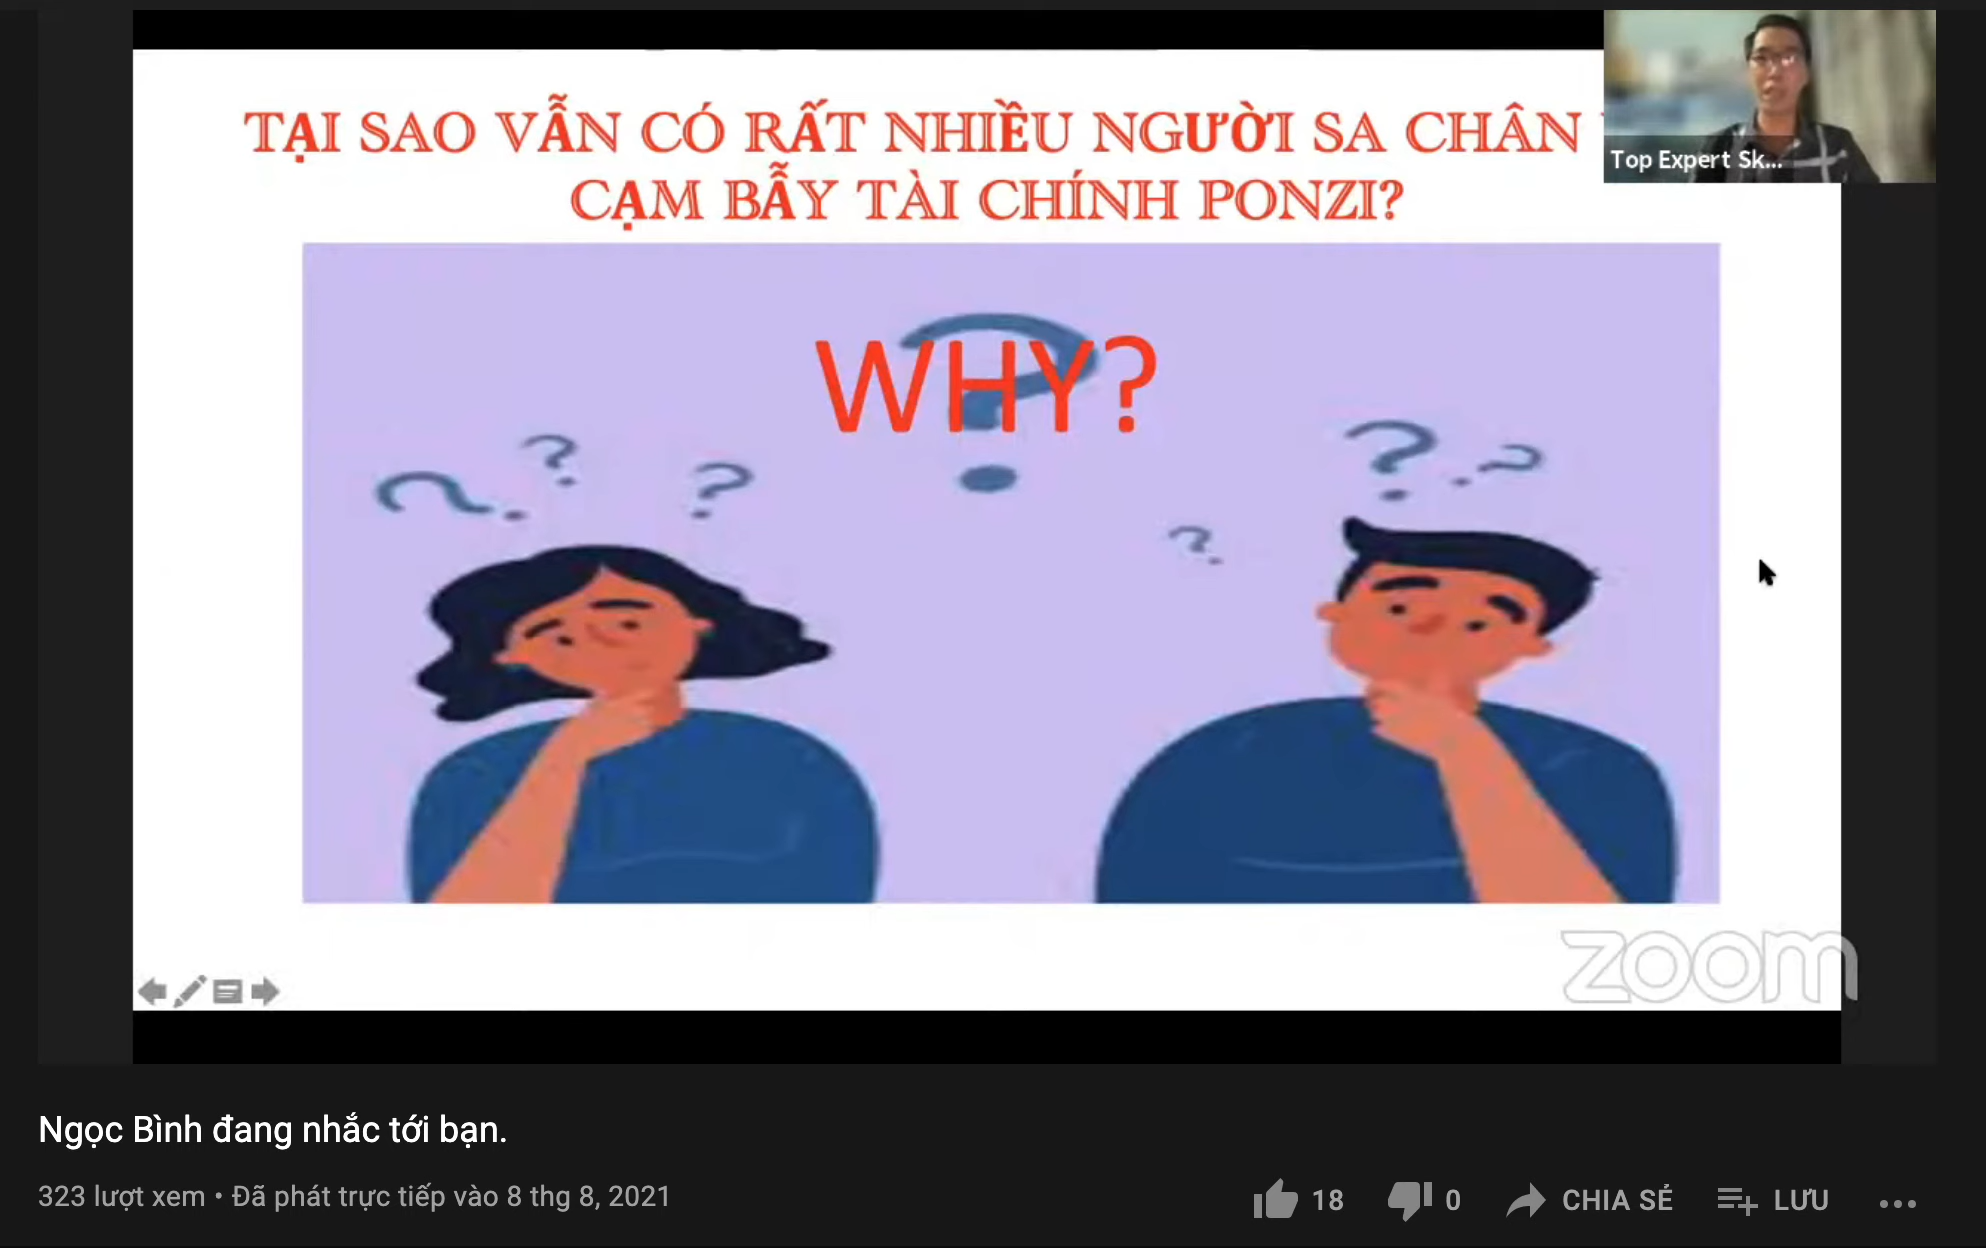 TẠI SAO VẪN CÓ RẤT NHIỀU NGƯỜI SA CHÂN
CẠM BẪY TÀI CHÍNH PONZI?
Top Expert Sk...
WHY?
zoom
Ngọc Bình đang nhắc tới bạn.
323 lượt xem • Đã phát trực tiếp vào 8 thg 8, 2021
18
0
CHIA SẺ
LƯU